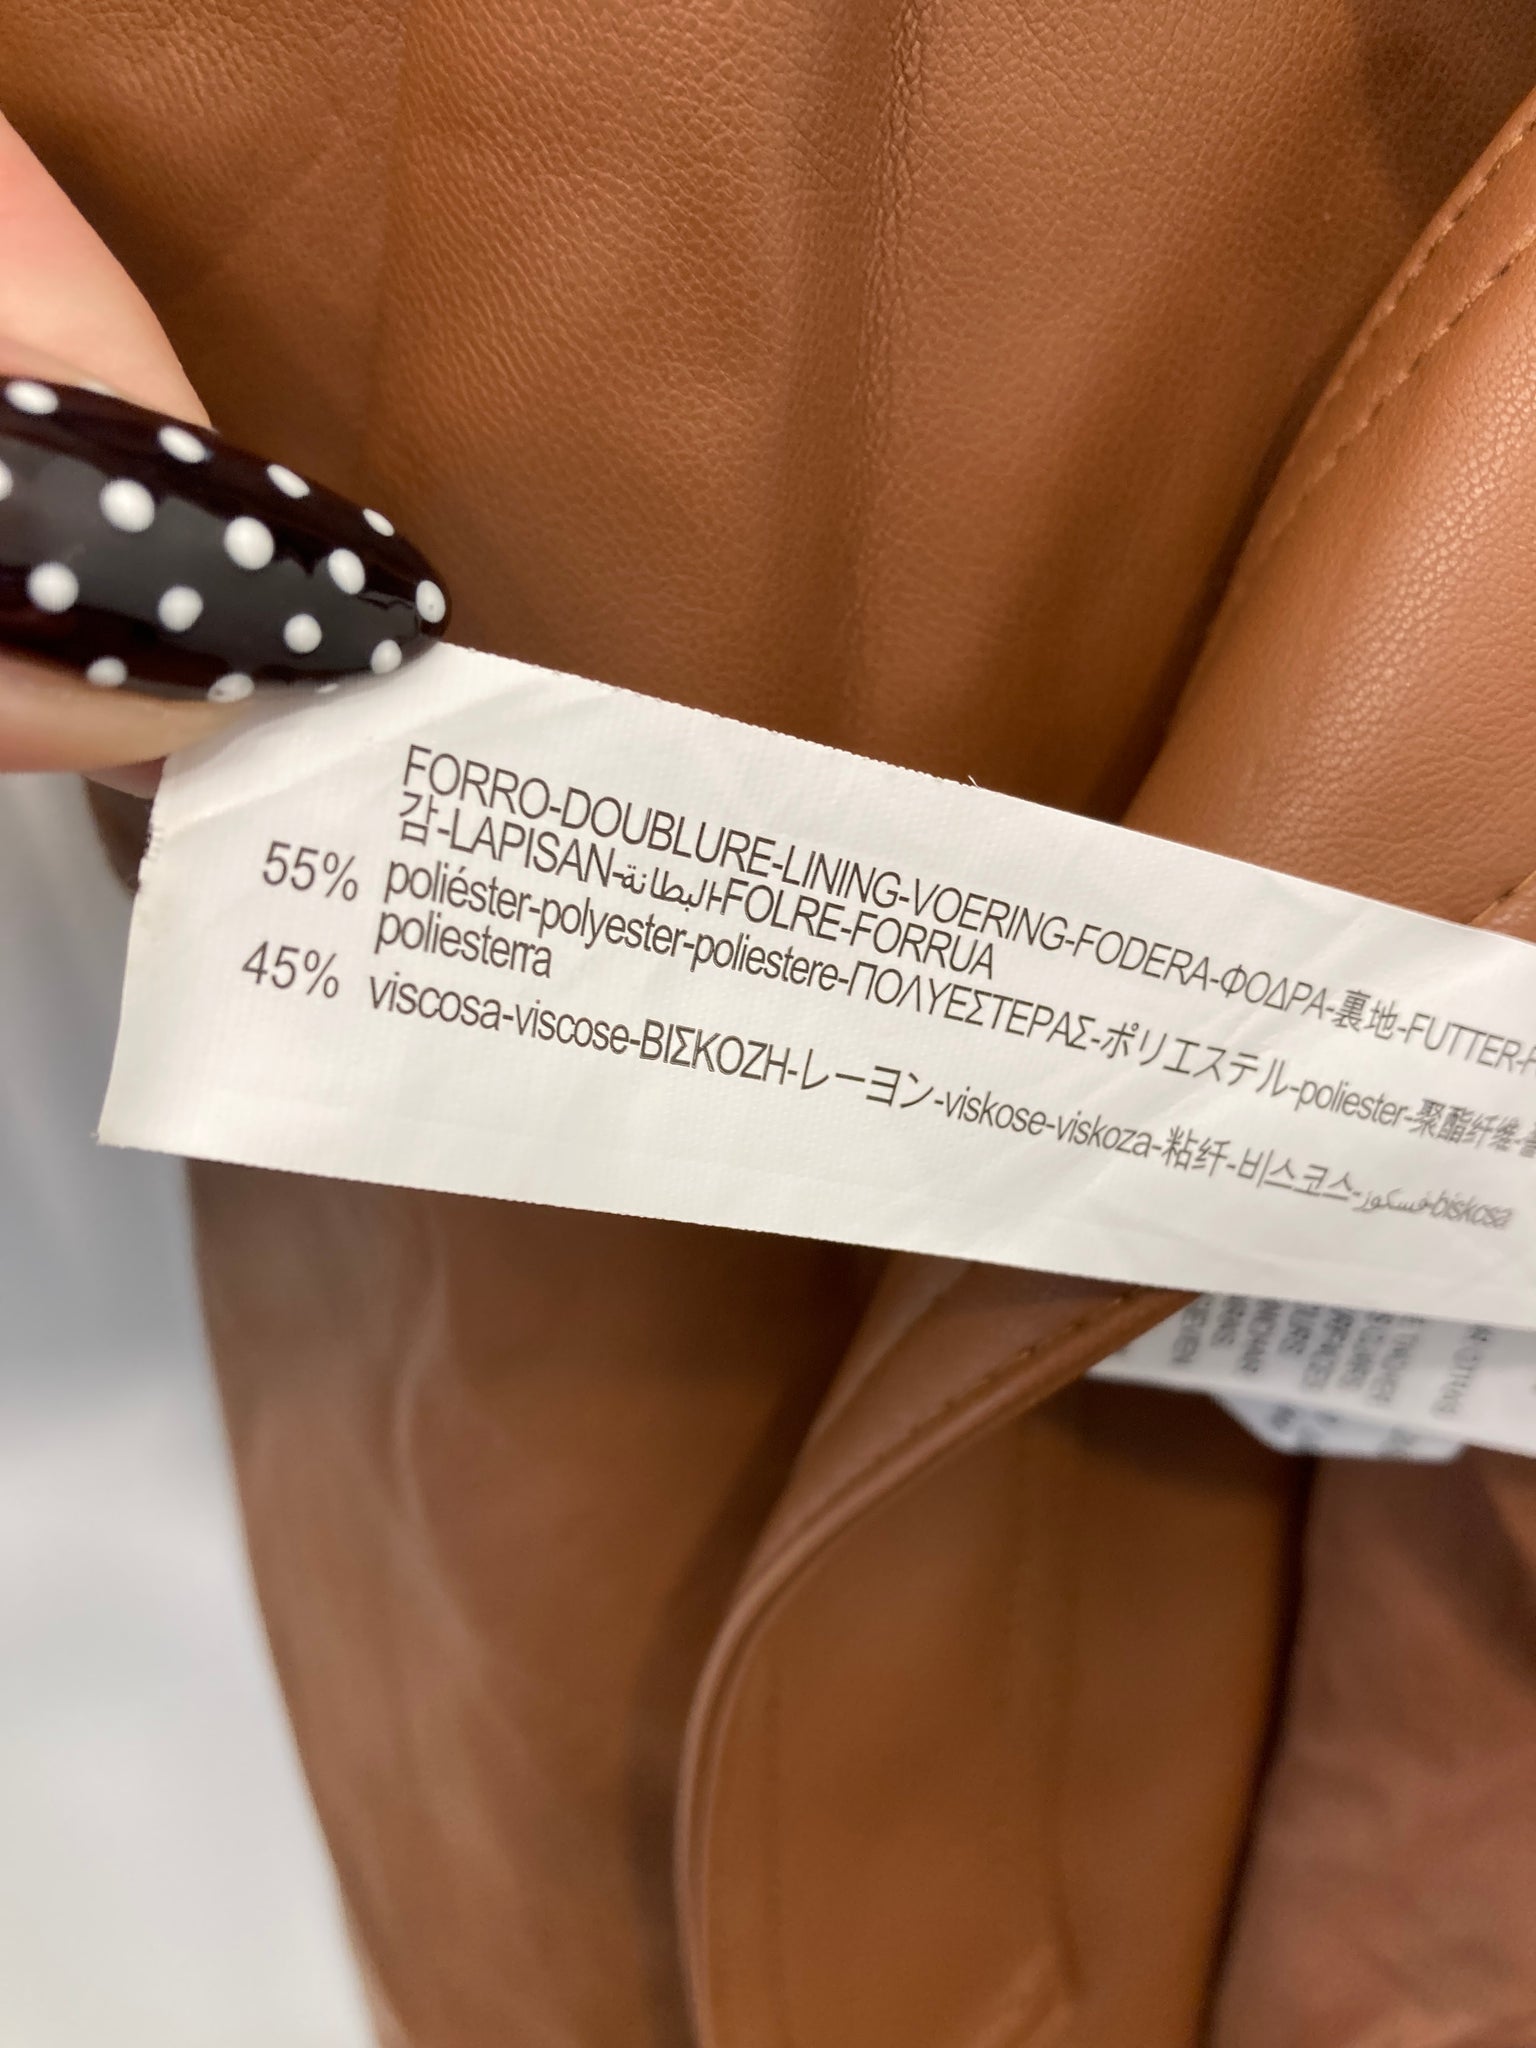 FORRO-DOUBLURE-LINING-VOERING-FODERA-ΦΟΔΡΑ-裏地-FUTTER-
감-LAPISAN-البطانة-FOLRE-FORRUA
55% poliéster-polyester-poliestere-ΠΟΛΥΕΣΤΕΡΑΣ-ポリエステル-poliester-聚酯纤维-
poliesterra
45% viscosa-viscose-ΒΙΣΚΟΖΗ-レーヨン-viskose-viskoza-粘纤-비스코스-فسكوز-biskosa